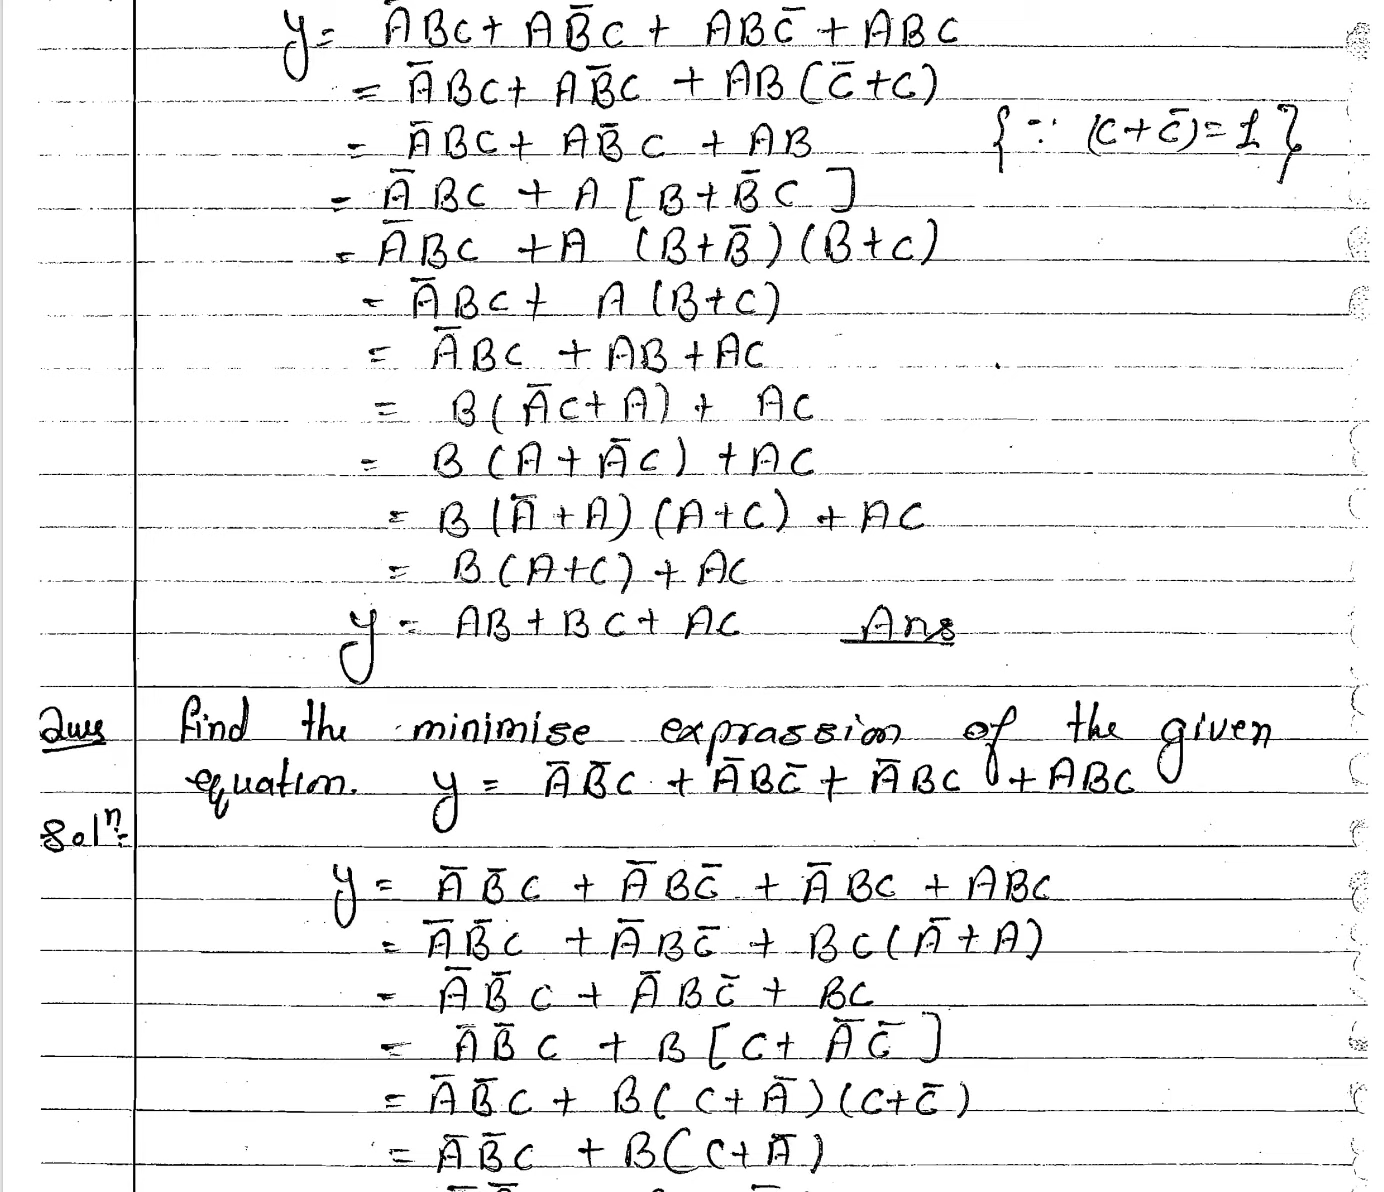 y = ĀBC + AB̄C + ABC̄ + ABC
= ĀBC + AB̄C + AB (C̄+C)
= ĀBC + AB̄C + AB { ∵ (C+C̄)=1 }
= ĀBC + A [B+B̄C]
= ĀBC + A (B+B̄)(B+C)
= ĀBC + A (B+C)
= ĀBC + AB + AC
= B(ĀC+A) + AC
= B (A+ĀC) + AC
= B (Ā+A) (A+C) + AC
= B(A+C) + AC
y = AB + BC + AC Ans
Ques find the minimise exprassion of the given
equation. y = ĀB̄C + ĀBC̄ + ĀBC + ABC
Solⁿ:-
y = ĀB̄C + ĀBC̄ + ĀBC + ABC
= ĀB̄C + ĀBC̄ + BC(Ā+A)
= ĀB̄C + ĀBC̄ + BC
= ĀB̄C + B [C+ĀC̄]
= ĀB̄C + B(C+Ā)(C+C̄)
= ĀB̄C + B(C+Ā)